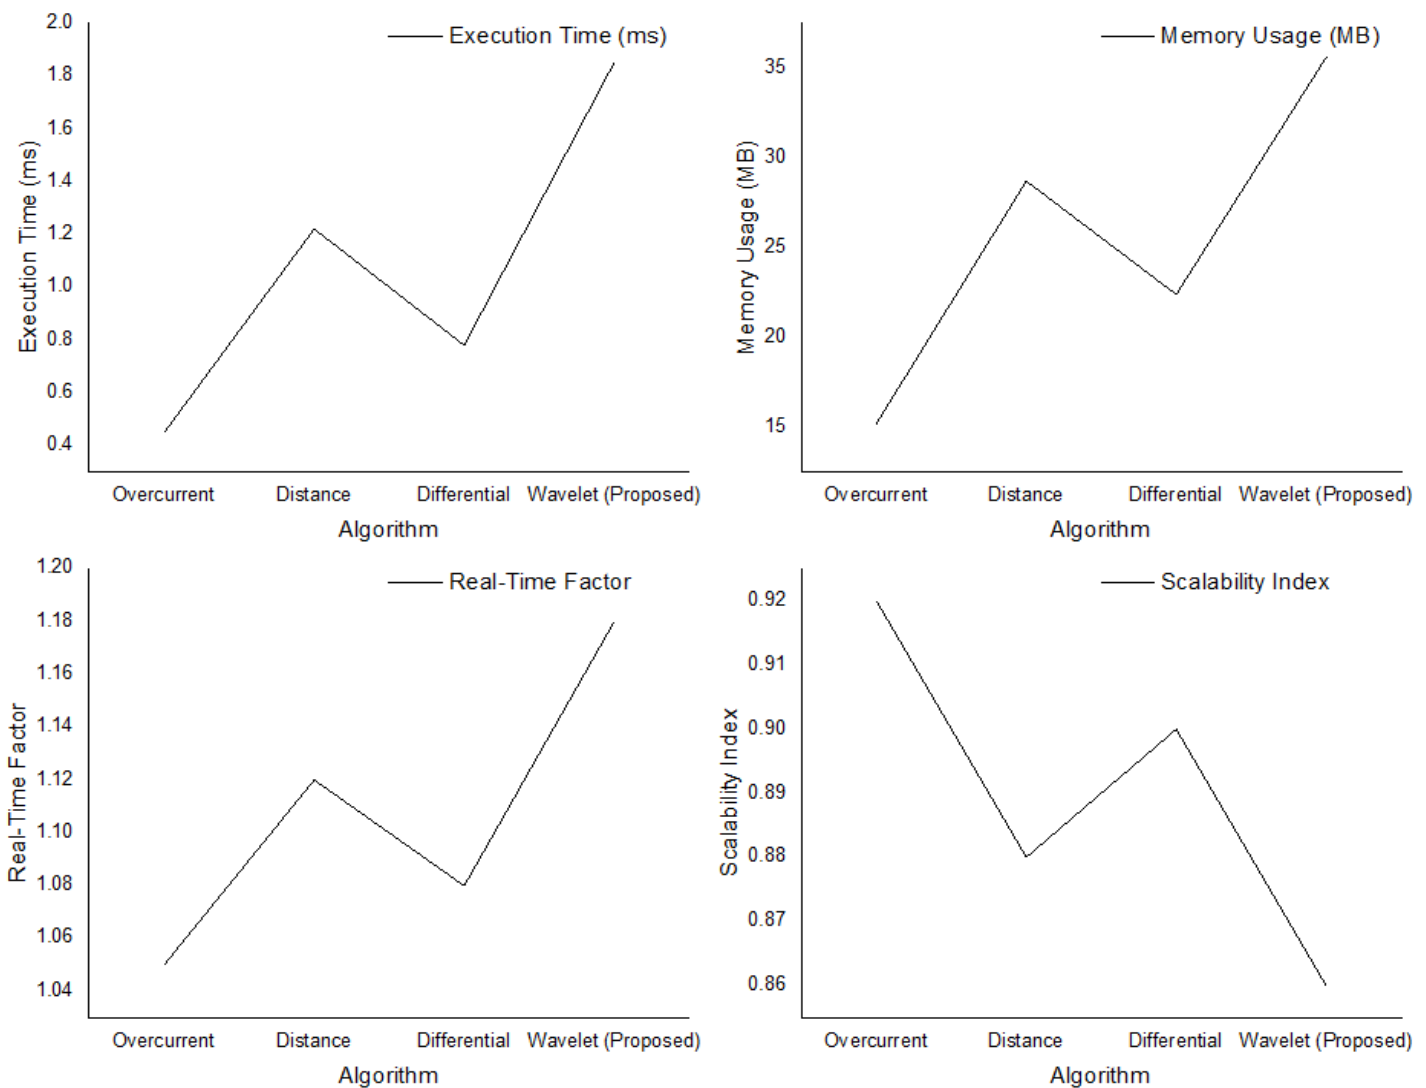 Execution Time (ms)
Execution Time (ms)
2.0
1.8
1.6
1.4
1.2
1.0
0.8
0.6
0.4
Overcurrent Distance Differential Wavelet (Proposed)
Algorithm
Memory Usage (MB)
Memory Usage (MB)
35
30
25
20
15
Overcurrent Distance Differential Wavelet (Proposed)
Algorithm
Real-Time Factor
Real-Time Factor
1.20
1.18
1.16
1.14
1.12
1.10
1.08
1.06
1.04
Overcurrent Distance Differential Wavelet (Proposed)
Algorithm
Scalability Index
Scalability Index
0.92
0.91
0.90
0.89
0.88
0.87
0.86
Overcurrent Distance Differential Wavelet (Proposed)
Algorithm